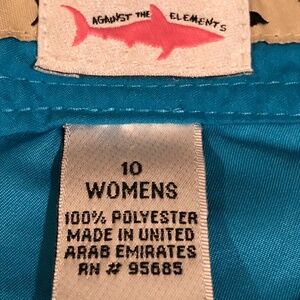 AGAINST THE ELEMENTS
10
WOMENS
100% POLYESTER
MADE IN UNITED
ARAB EMIRATES
RN # 95685